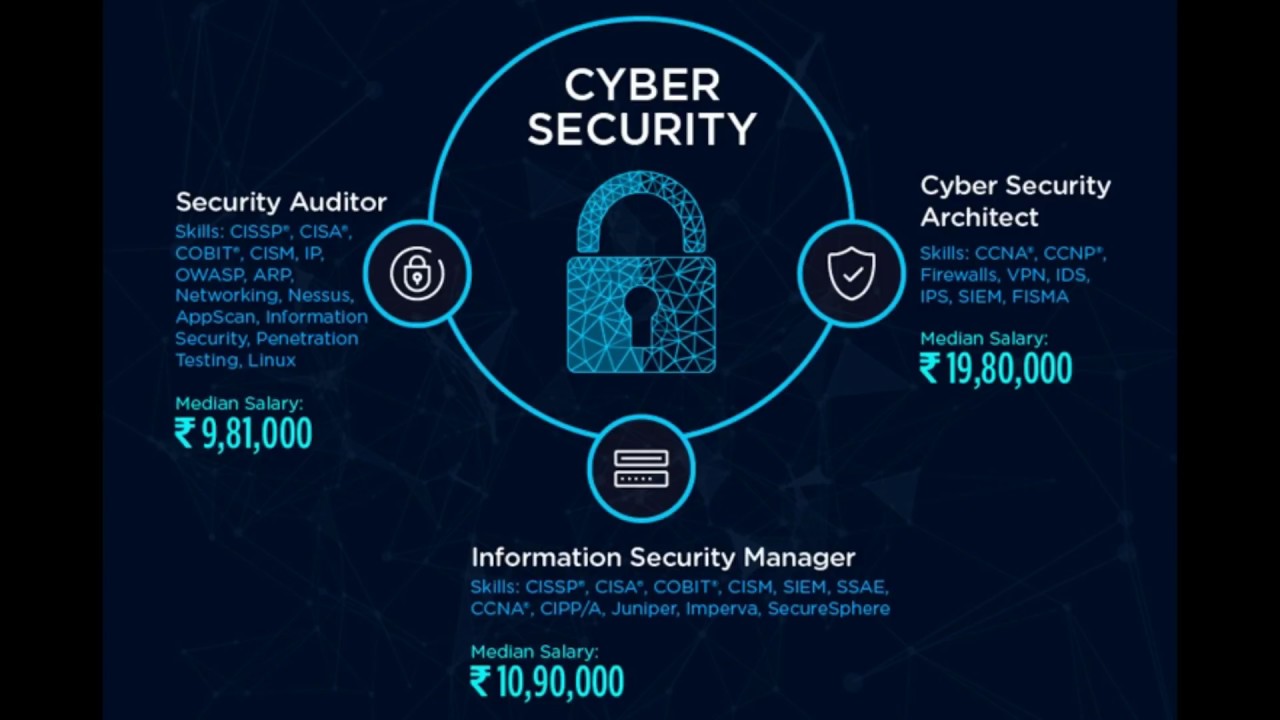 CYBER
SECURITY
Security Auditor
Skills: CISSP®, CISA®,
COBIT®, CISM, IP,
OWASP, ARP,
Networking, Nessus,
AppScan, Information
Security, Penetration
Testing, Linux
Median Salary:
₹ 9,81,000
Cyber Security
Architect
Skills: CCNA®, CCNP®,
Firewalls, VPN, IDS,
IPS, SIEM, FISMA
Median Salary:
₹ 19,80,000
Information Security Manager
Skills: CISSP®, CISA®, COBIT®, CISM, SIEM, SSAE,
CCNA®, CIPP/A, Juniper, Imperva, SecureSphere
Median Salary:
₹ 10,90,000